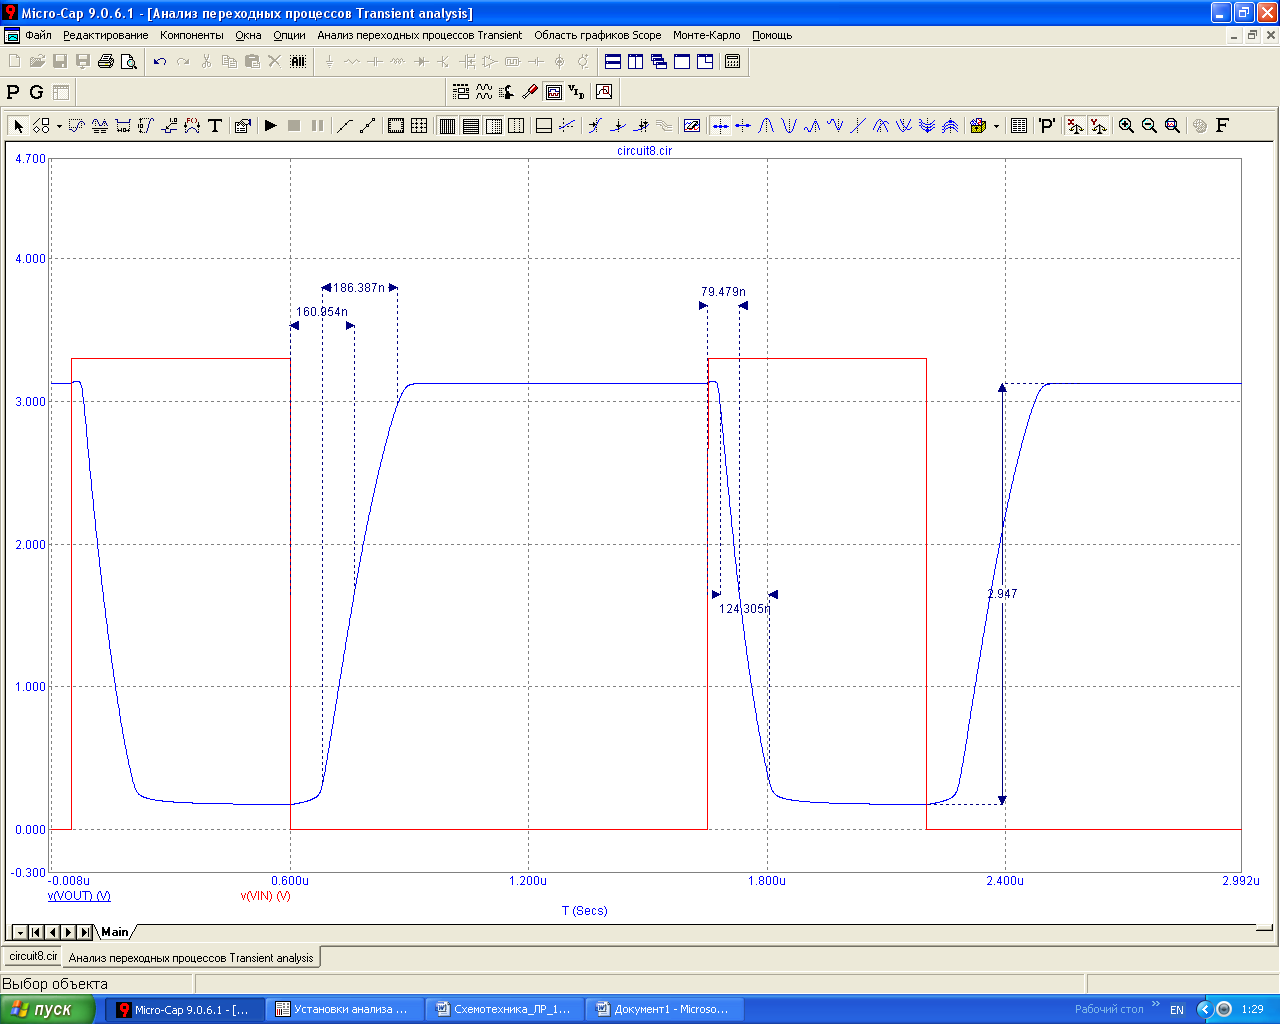 Micro-Cap 9.0.6.1 - [Анализ переходных процессов Transient analysis]
Файл Редактирование Компоненты Окна Опции Анализ переходных процессов Transient Область графиков Scope Монте-Карло Помощь
P G
T 'P' F
circuit8.cir
4.700
4.000
186.387n
79.479n
160.954n
3.000
2.000
2.947
124.305n
1.000
0.000
-0.300
-0.008u 0.600u 1.200u 1.800u 2.400u 2.992u
v(VOUT) (V) v(VIN) (V)
T (Secs)
Main
circuit8.cir Анализ переходных процессов Transient analysis
Выбор объекта
пуск Micro-Cap 9.0.6.1 - [... Установки анализа ... Схемотехника_ЛР_1... Документ1 - Microso... Рабочий стол » EN 1:29